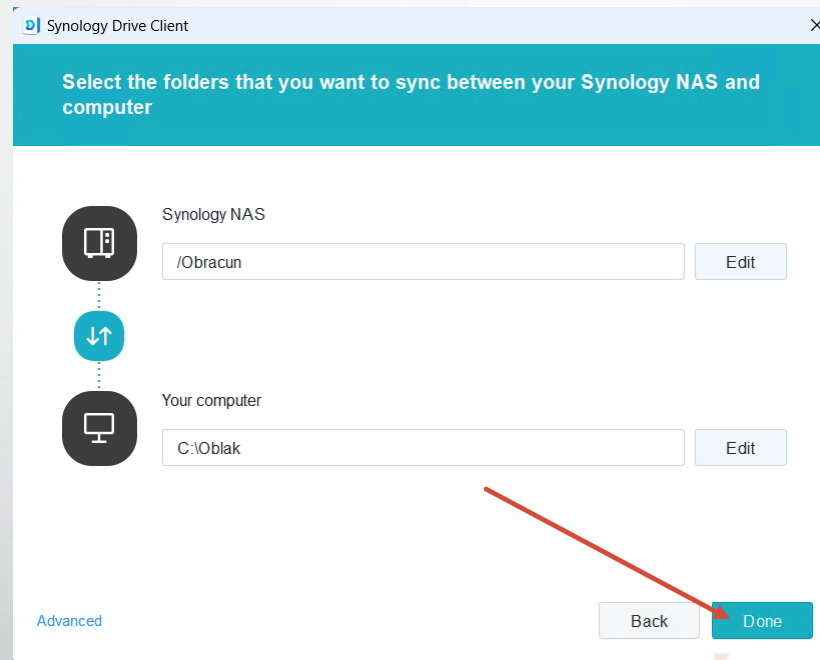 Synology Drive Client
Select the folders that you want to sync between your Synology NAS and
computer
Synology NAS
/Obracun
Edit
Your computer
C:\Oblak
Edit
Advanced
Back
Done